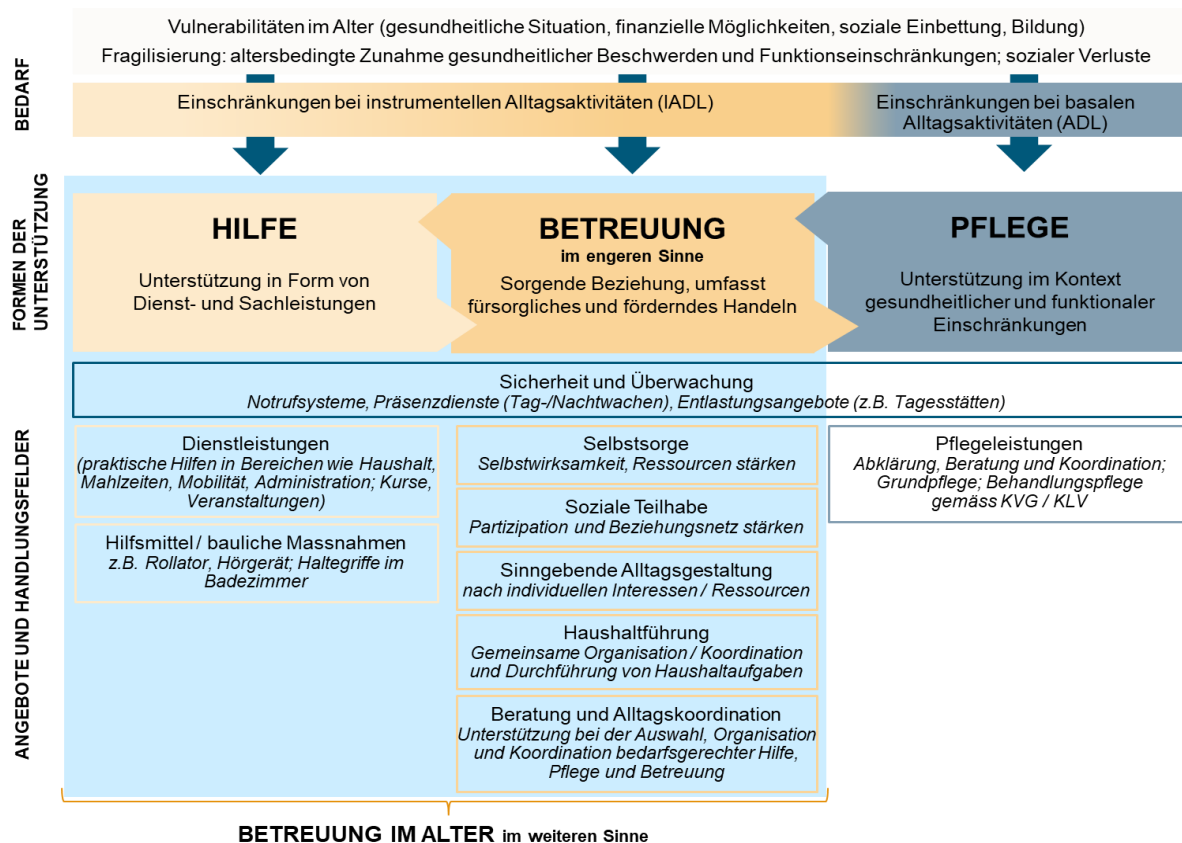 Vulnerabilitäten im Alter (gesundheitliche Situation, finanzielle Möglichkeiten, soziale Einbettung, Bildung)
Fragilisierung: altersbedingte Zunahme gesundheitlicher Beschwerden und Funktionseinschränkungen; sozialer Verluste
BEDARF
Einschränkungen bei instrumentellen Alltagsaktivitäten (IADL)
Einschränkungen bei basalen
Alltagsaktivitäten (ADL)
FORMEN DER
UNTERSTÜTZUNG
HILFE
Unterstützung in Form von
Dienst- und Sachleistungen
BETREUUNG
im engeren Sinne
Sorgende Beziehung, umfasst
fürsorgliches und förderndes Handeln
PFLEGE
Unterstützung im Kontext
gesundheitlicher und funktionaler
Einschränkungen
ANGEBOTE UND HANDLUNGSFELDER
Sicherheit und Überwachung
Notrufsysteme, Präsenzdienste (Tag-/Nachtwachen), Entlastungsangebote (z.B. Tagesstätten)
Dienstleistungen
(praktische Hilfen in Bereichen wie Haushalt,
Mahlzeiten, Mobilität, Administration; Kurse,
Veranstaltungen)
Hilfsmittel / bauliche Massnahmen
z.B. Rollator, Hörgerät; Haltegriffe im
Badezimmer
Selbstsorge
Selbstwirksamkeit, Ressourcen stärken
Soziale Teilhabe
Partizipation und Beziehungsnetz stärken
Sinngebende Alltagsgestaltung
nach individuellen Interessen / Ressourcen
Haushaltführung
Gemeinsame Organisation / Koordination
und Durchführung von Haushaltaufgaben
Beratung und Alltagskoordination
Unterstützung bei der Auswahl, Organisation
und Koordination bedarfsgerechter Hilfe,
Pflege und Betreuung
Pflegeleistungen
Abklärung, Beratung und Koordination;
Grundpflege; Behandlungspflege
gemäss KVG / KLV
BETREUUNG IM ALTER im weiteren Sinne